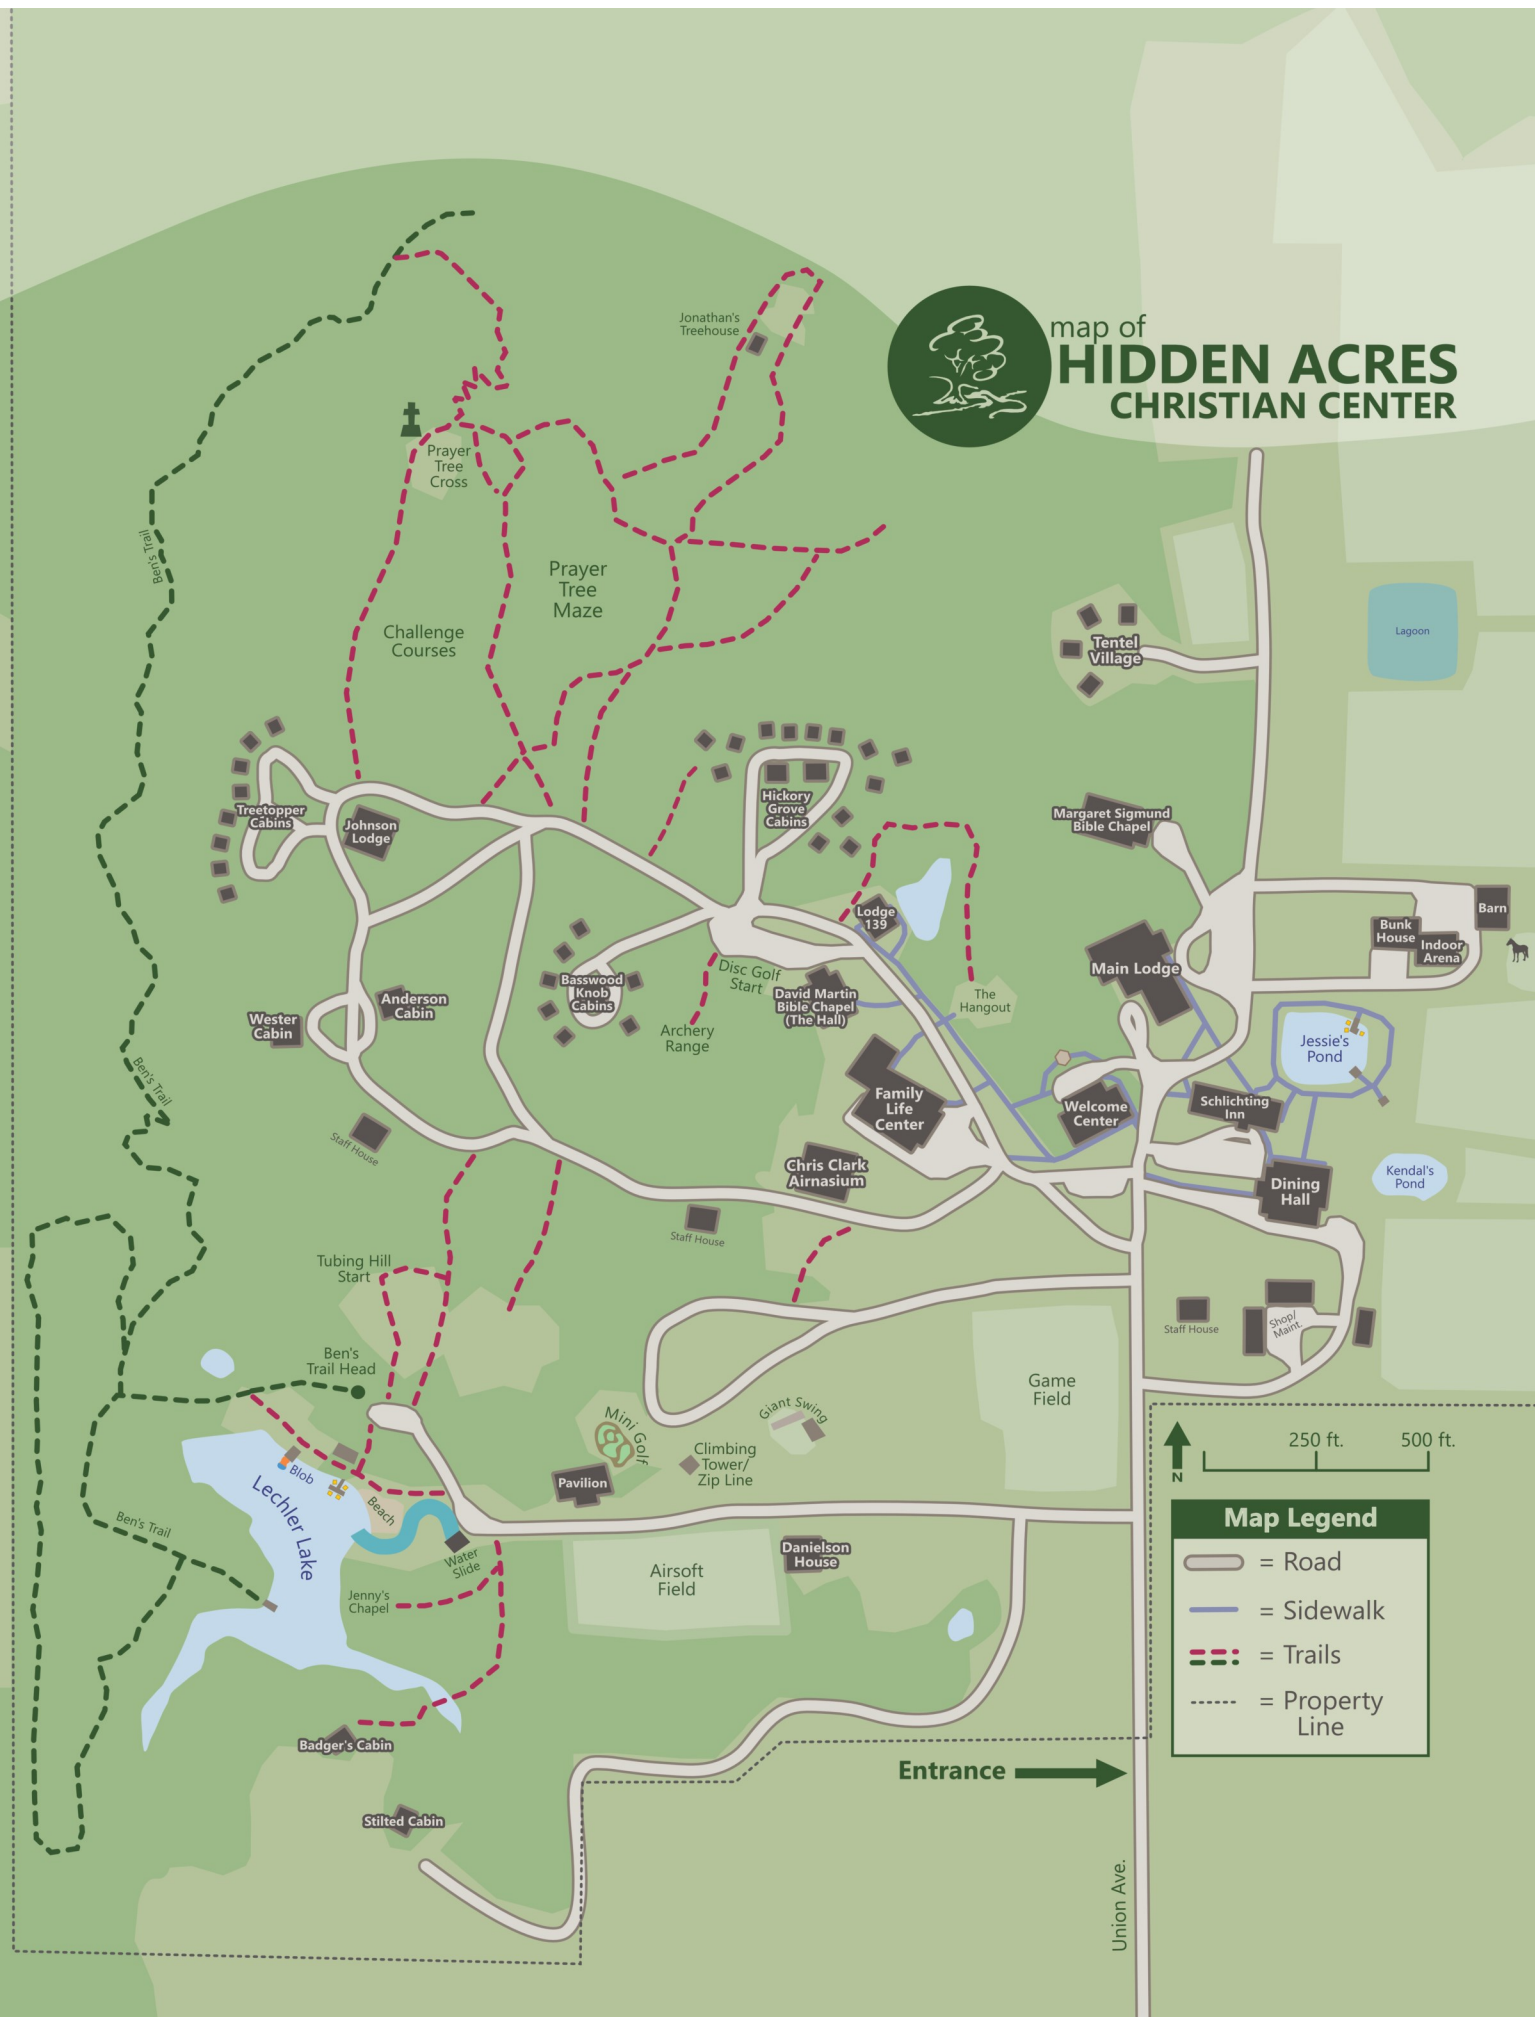 map of
HIDDEN ACRES
CHRISTIAN CENTER
Jonathan's
Treehouse
Prayer
Tree
Cross
Ben's Trail
Prayer
Tree
Maze
Challenge
Courses
Lagoon
Tentel
Village
Treetopper
Cabins
Johnson
Lodge
Hickory
Grove
Cabins
Margaret Sigmund
Bible Chapel
Lodge
139
Barn
Bunk
House
Indoor
Arena
Main Lodge
Disc Golf
Start
Basswood
Knob
Cabins
David Martin
Bible Chapel
(The Hall)
The
Hangout
Anderson
Cabin
Wester
Cabin
Archery
Range
Jessie's
Pond
Ben's Trail
Family
Life
Center
Welcome
Center
Schlichting
Inn
Staff House
Chris Clark
Airnasium
Dining
Hall
Kendal's
Pond
Staff House
Tubing Hill
Start
Staff House
Shop/
Maint.
Ben's
Trail Head
Game
Field
Mini Golf
Giant Swing
Climbing
Tower/
Zip Line
Pavilion
Blob
Lechler Lake
Beach
Ben's Trail
Water
Slide
Jenny's
Chapel
Airsoft
Field
Danielson
House
N
250 ft.
500 ft.
Map Legend
= Road
= Sidewalk
= Trails
= Property
Line
Badger's Cabin
Entrance
Stilted Cabin
Union Ave.